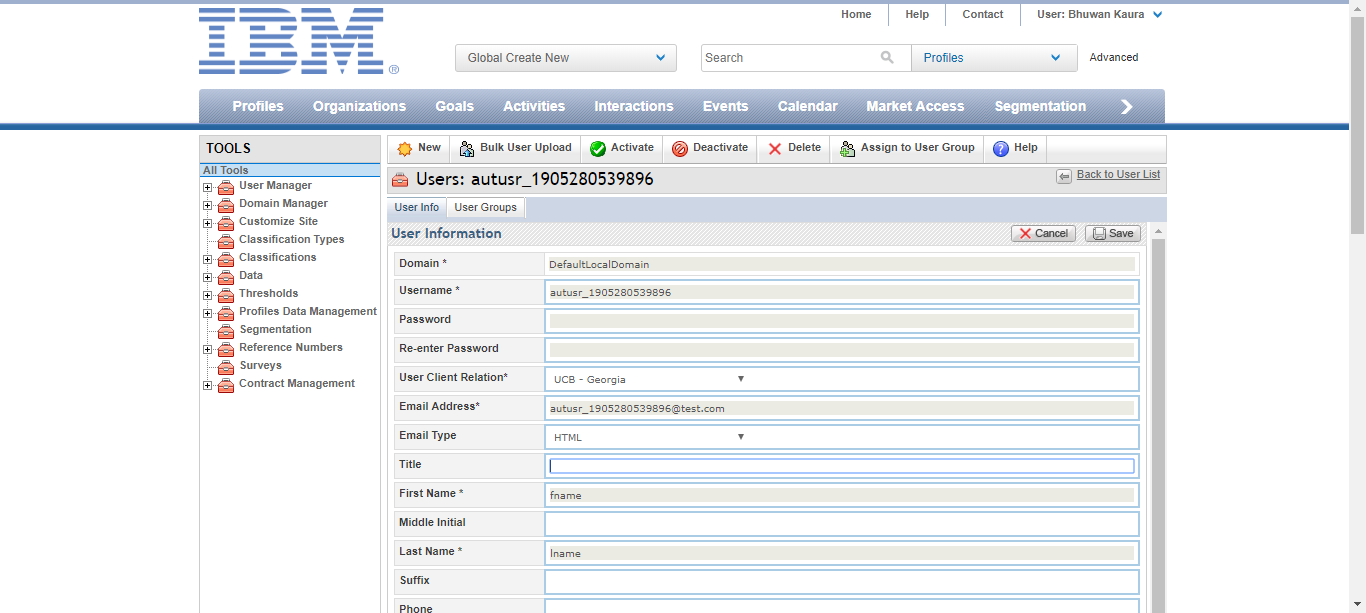 Home Help Contact User: Bhuwan Kaura
IBM®
Global Create New Search Profiles Advanced
Profiles Organizations Goals Activities Interactions Events Calendar Market Access Segmentation
TOOLS
All Tools
User Manager
Domain Manager
Customize Site
Classification Types
Classifications
Data
Thresholds
Profiles Data Management
Segmentation
Reference Numbers
Surveys
Contract Management
New Bulk User Upload Activate Deactivate Delete Assign to User Group Help
Users: autusr_1905280539896 Back to User List
User Info User Groups
User Information Cancel Save
Domain * DefaultLocalDomain
Username * autusr_1905280539896
Password
Re-enter Password
User Client Relation* UCB - Georgia
Email Address* autusr_1905280539896@test.com
Email Type HTML
Title
First Name * fname
Middle Initial
Last Name * lname
Suffix
Phone